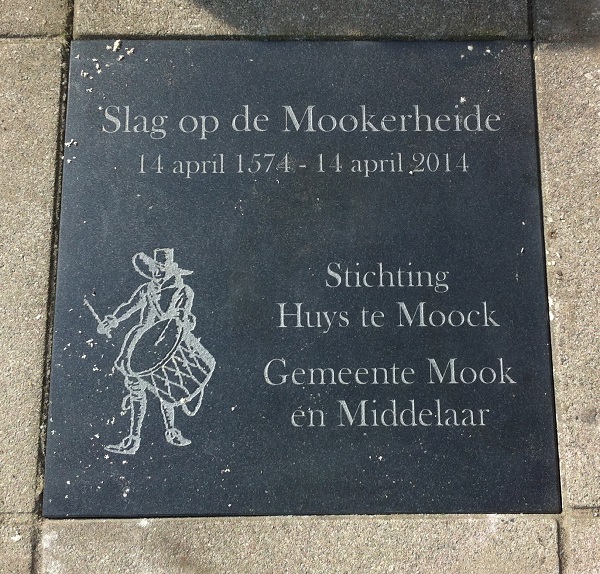 Slag op de Mookerheide
14 april 1574 - 14 april 2014
Stichting
Huys te Moock
Gemeente Mook
en Middelaar